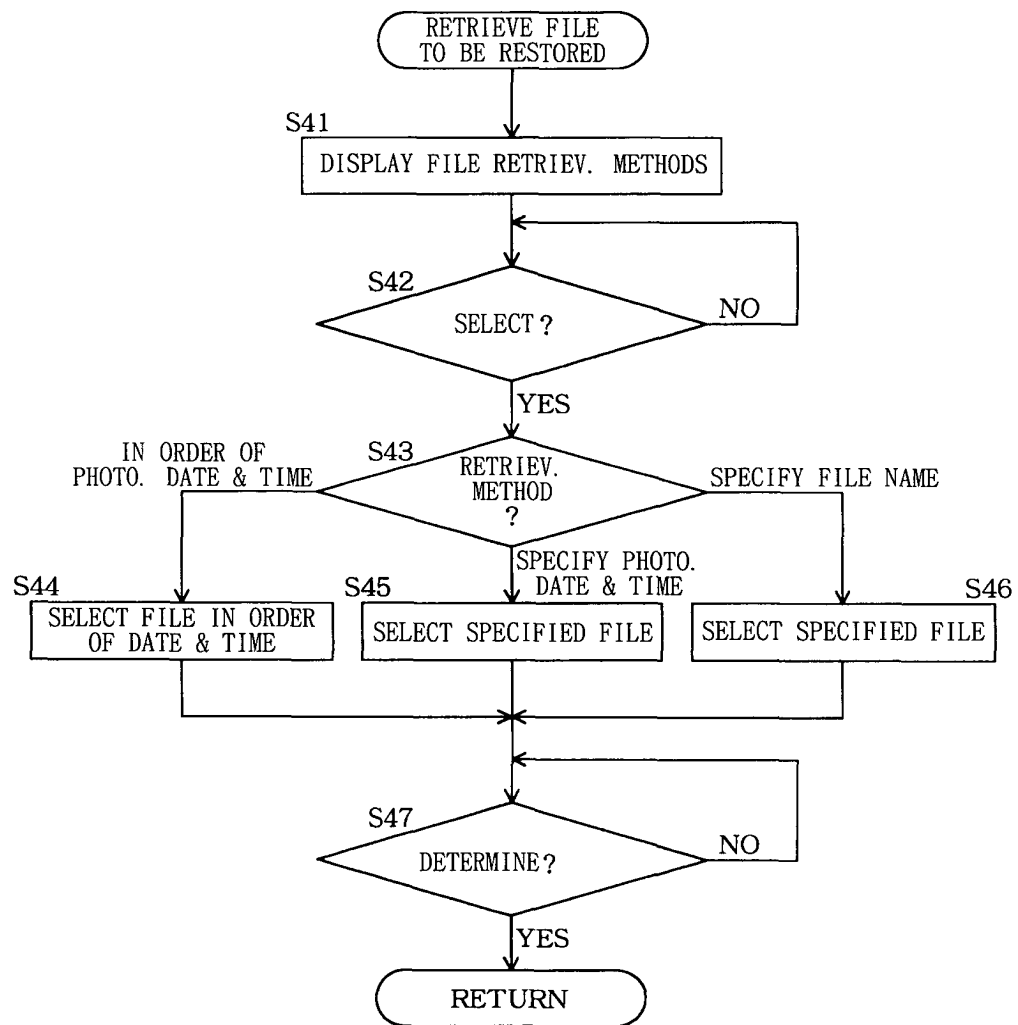 RETRIEVE FILE
TO BE RESTORED
S41
DISPLAY FILE RETRIEV. METHODS
S42
SELECT?
NO
YES
IN ORDER OF
PHOTO. DATE & TIME
S43
RETRIEV.
METHOD
?
SPECIFY FILE NAME
SPECIFY PHOTO.
DATE & TIME
S44
SELECT FILE IN ORDER
OF DATE & TIME
S45
SELECT SPECIFIED FILE
S46
SELECT SPECIFIED FILE
S47
DETERMINE?
NO
YES
RETURN